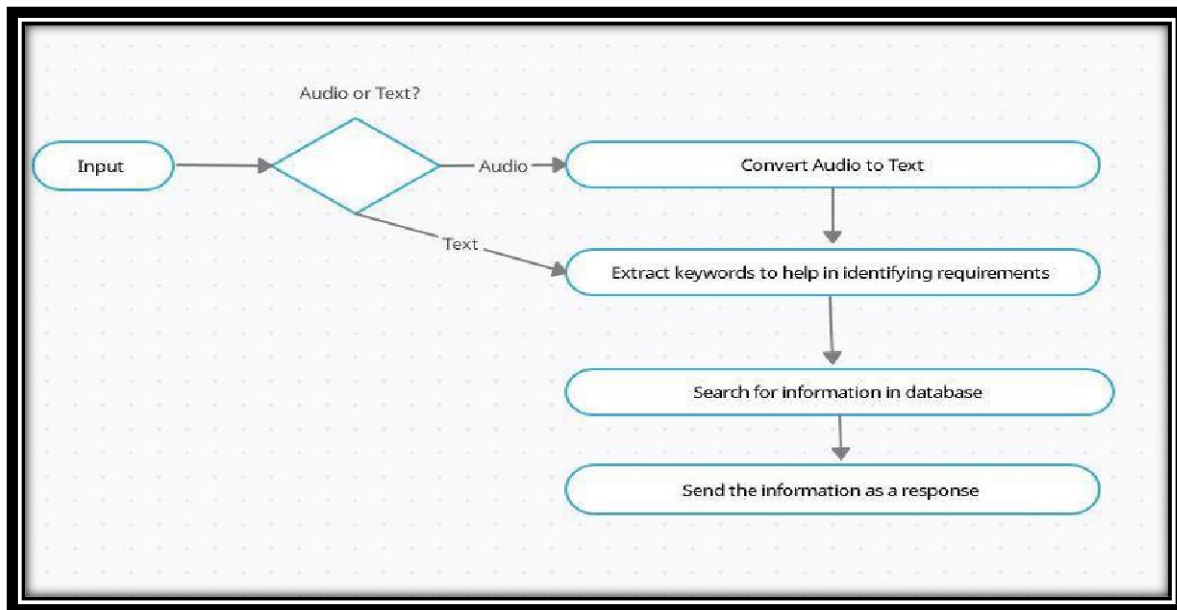 Audio or Text?
Input
Audio
Convert Audio to Text
Text
Extract keywords to help in identifying requirements
Search for information in database
Send the information as a response